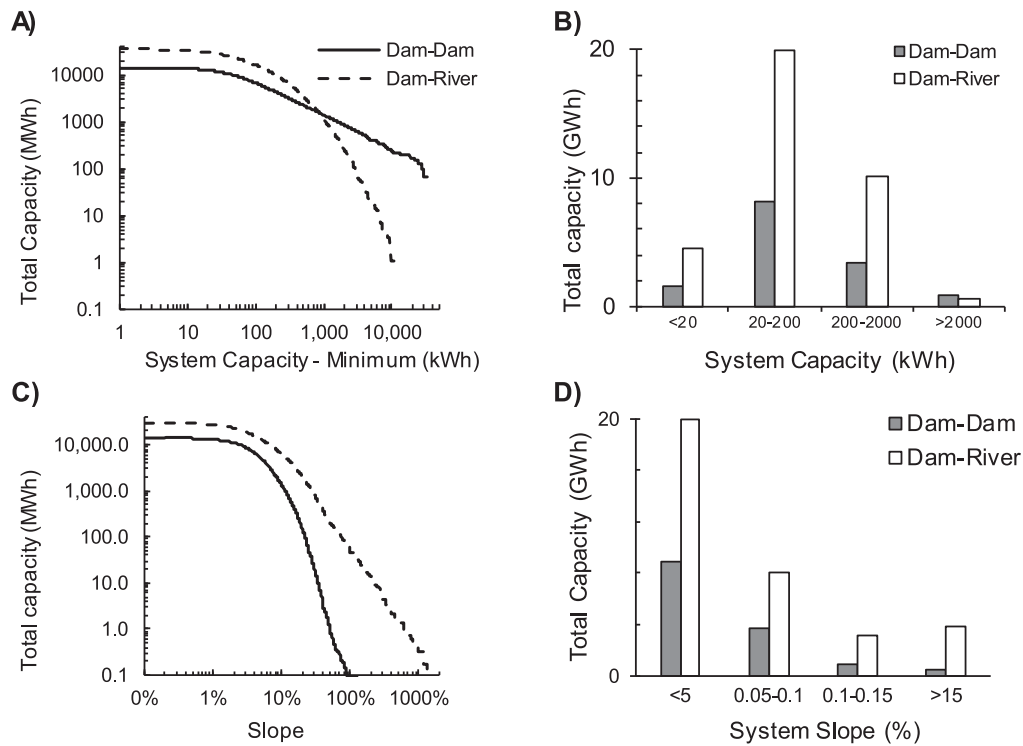 A)
Dam-Dam
Dam-River
Total Capacity (MWh)
10000
1000
100
10
1
0.1
1
10
100
1,000
10,000
System Capacity - Minimum (kWh)
B)
Dam-Dam
Dam-River
Total capacity (GWh)
20
10
0
<20
20-200
200-2000
>2000
System Capacity (kWh)
C)
Total capacity (MWh)
10,000.0
1,000.0
100.0
10.0
1.0
0.1
0%
1%
10%
100%
1000%
Slope
D)
Dam-Dam
Dam-River
Total Capacity (GWh)
20
0
<5
0.05-0.1
0.1-0.15
>15
System Slope (%)